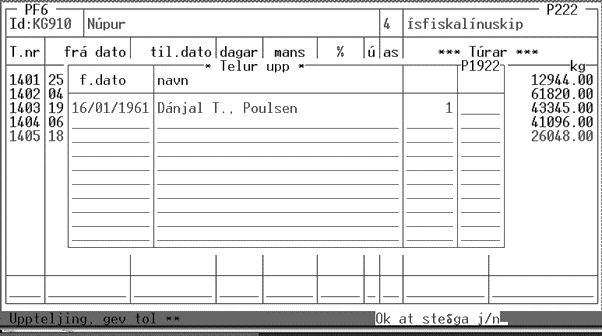 PF6 P222
Id:KG910 Núpur 4 ísfiskalínuskip
T.nr frá dato til.dato dagar mans % ú as *** Túrar ***
* Telur upp * P1922 kg
1401 25 f.dato navn 12944.00
1402 04 61820.00
1403 19 16/01/1961 Dánjal T., Poulsen 1 43345.00
1404 06 41096.00
1405 18 26048.00
Uppteljing, gev tol ** Ok at steðga j/n